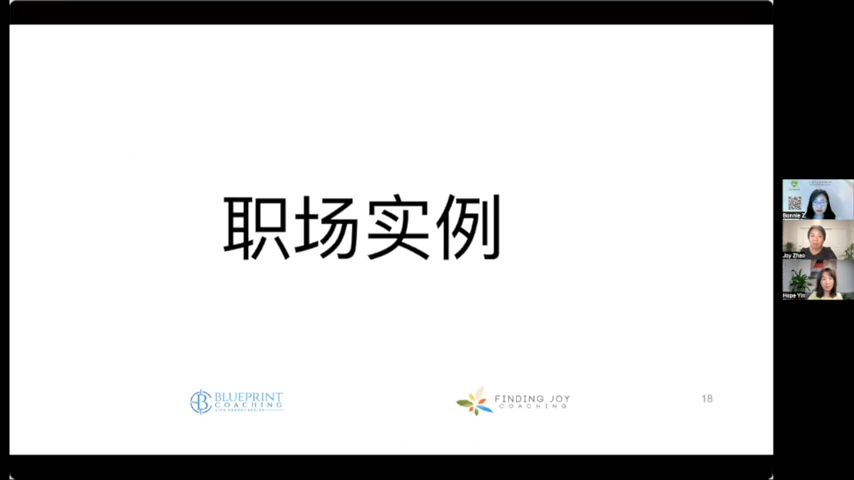 职场实例
BLUEPRINT
COACHING
FINDING JOY
COACHING
18
Bonnie Z
Joy Zhao
Hope Yin